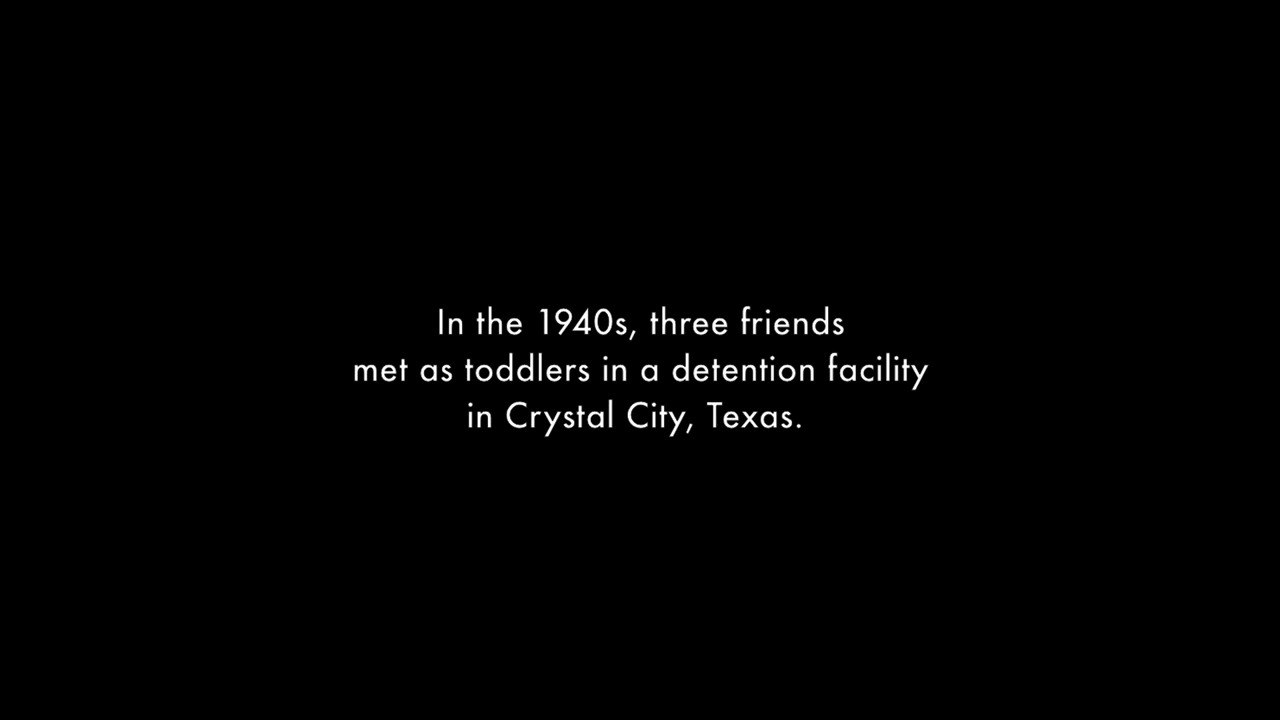 In the 1940s, three friends
met as toddlers in a detention facility
in Crystal City, Texas.